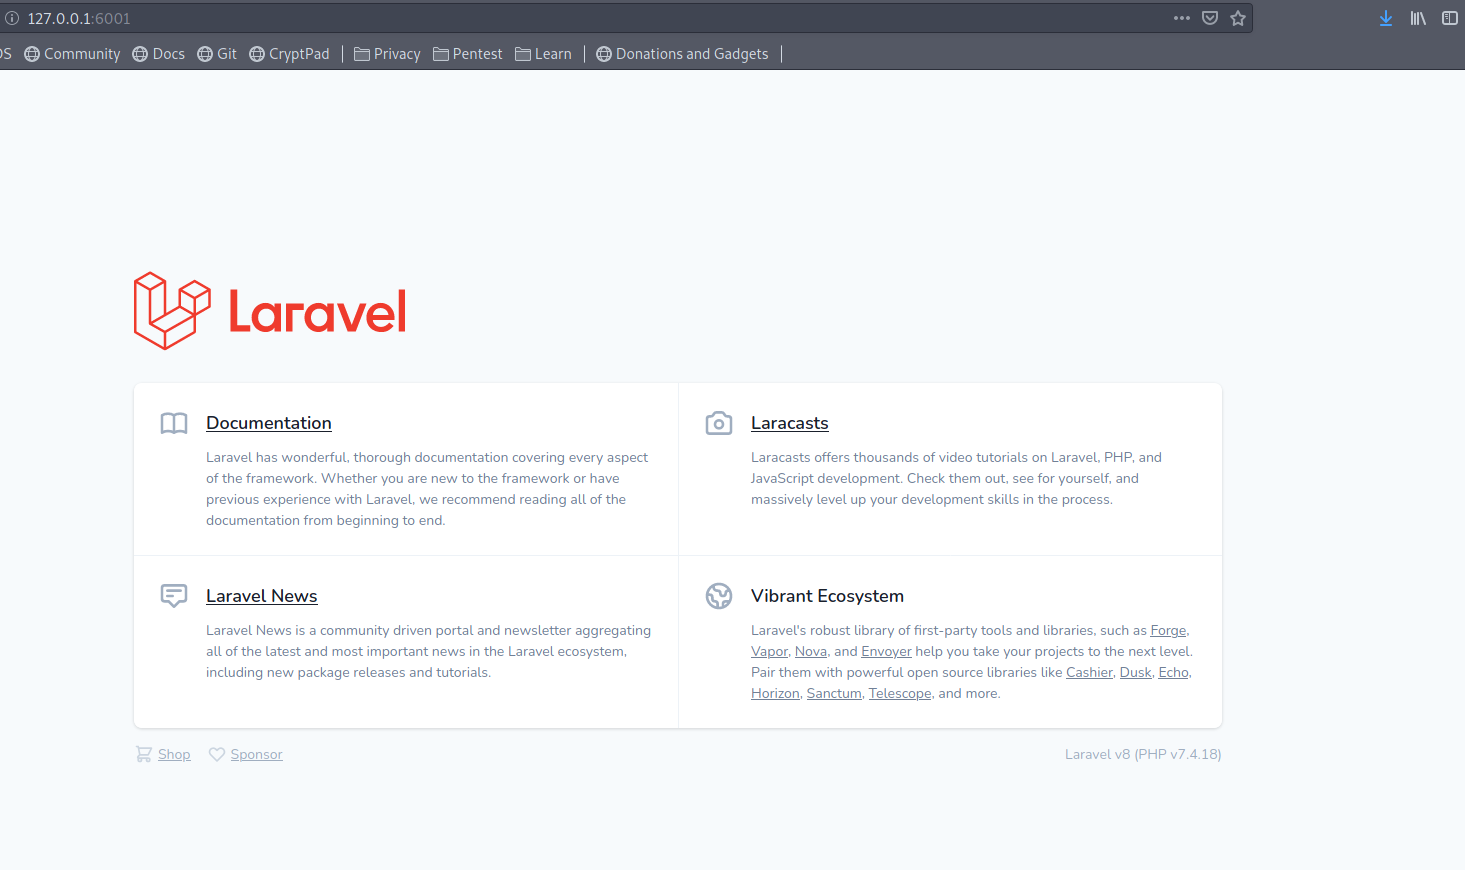 127.0.0.1:6001
OS Community Docs Git CryptPad Privacy Pentest Learn Donations and Gadgets
Laravel
Documentation
Laravel has wonderful, thorough documentation covering every aspect
of the framework. Whether you are new to the framework or have
previous experience with Laravel, we recommend reading all of the
documentation from beginning to end.
Laracasts
Laracasts offers thousands of video tutorials on Laravel, PHP, and
JavaScript development. Check them out, see for yourself, and
massively level up your development skills in the process.
Laravel News
Laravel News is a community driven portal and newsletter aggregating
all of the latest and most important news in the Laravel ecosystem,
including new package releases and tutorials.
Vibrant Ecosystem
Laravel's robust library of first-party tools and libraries, such as Forge,
Vapor, Nova, and Envoyer help you take your projects to the next level.
Pair them with powerful open source libraries like Cashier, Dusk, Echo,
Horizon, Sanctum, Telescope, and more.
Shop Sponsor
Laravel v8 (PHP v7.4.18)